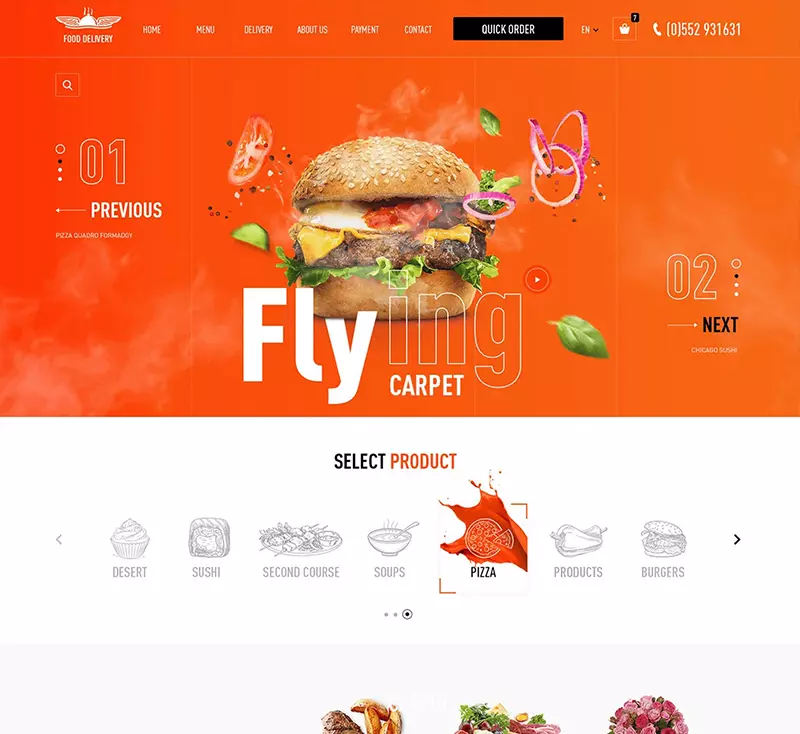 FOOD DELIVERY
HOME
MENU
DELIVERY
ABOUT US
PAYMENT
CONTACT
QUICK ORDER
EN
7
(0)552 931631
01
PREVIOUS
PIZZA QUADRO FORMAGGY
Flying
CARPET
02
NEXT
CHICAGO SUSHI
SELECT PRODUCT
DESERT
SUSHI
SECOND COURSE
SOUPS
PIZZA
PRODUCTS
BURGERS